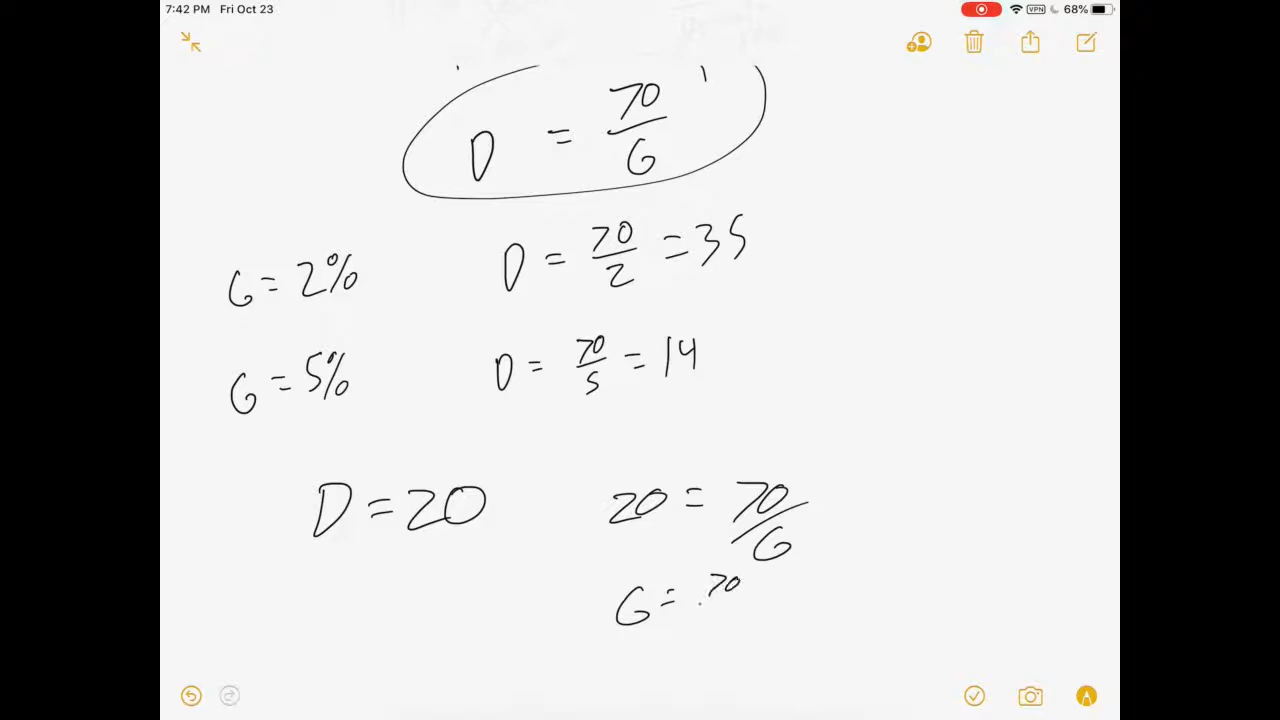 7:42 PM Fri Oct 23
VPN 68%
D = 70/G
G = 2% D = 70/2 = 35
G = 5% D = 70/5 = 14
D = 20 20 = 70/G
G = 70